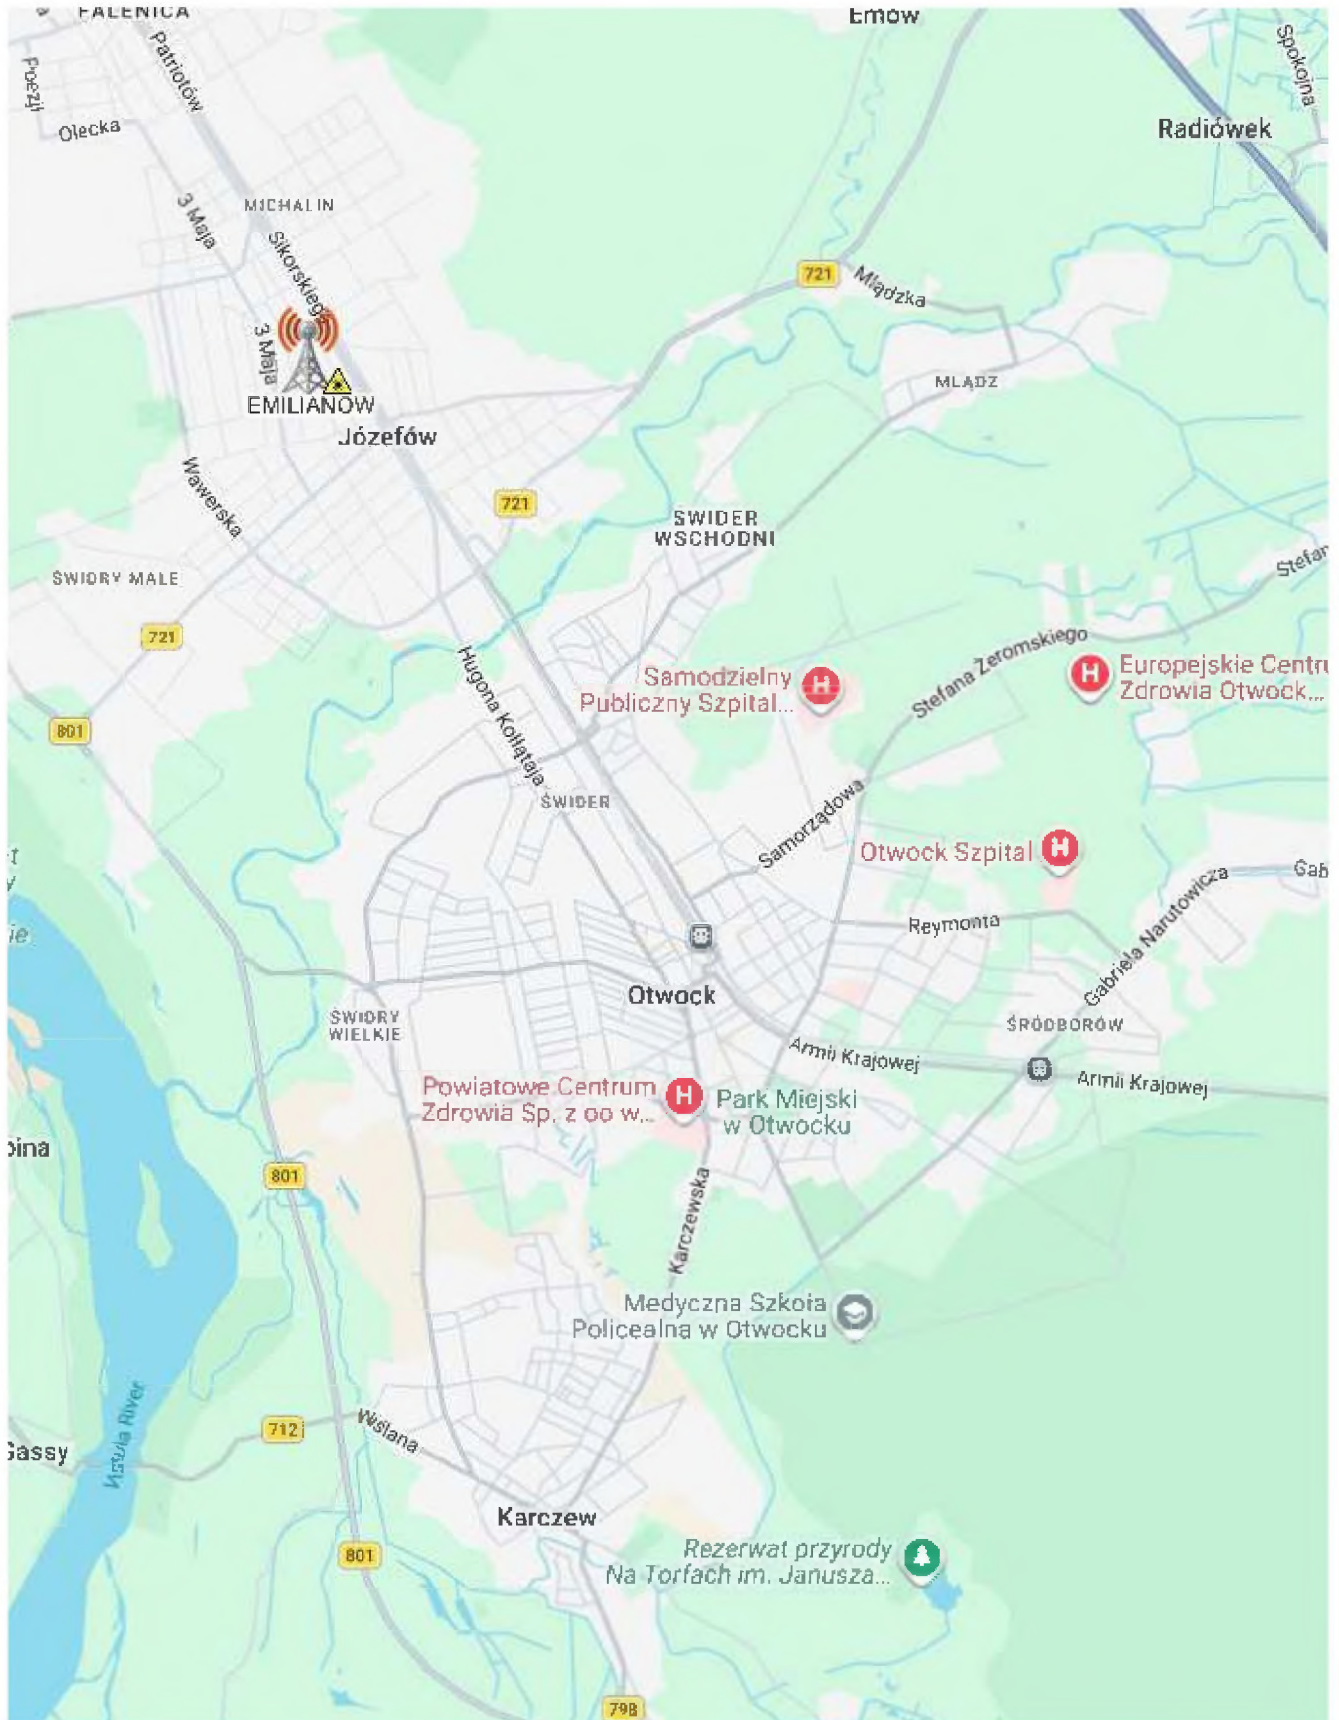 FALENICA
Emów
Patriotów
Spokojna
Poezji
Olecka
Radiówek
3 Maja
MICHALIN
Sikorskiego
721
Mlądzka
3 Maja
MLĄDZ
EMILIANÓW
Józefów
Wawerska
721
ŚWIDER
WSCHODNI
Stefan
ŚWIDRY MAŁE
721
Stefana Żeromskiego
Hugona Kołłątaja
Samodzielny
Publiczny Szpital...
Europejskie Centru
Zdrowia Otwock...
801
ŚWIDER
Samorządowa
Otwock Szpital
Gab
Gabriela Narutowicza
Reymonta
ie
Otwock
ŚWIDRY
WIELKIE
ŚRÓDBORÓW
Armii Krajowej
Armii Krajowej
Powiatowe Centrum
Zdrowia Sp. z oo w...
Park Miejski
w Otwocku
pina
801
Karczewska
Medyczna Szkoła
Policealna w Otwocku
Vistula River
712
Wiślana
Gassy
Karczew
801
Rezerwat przyrody
Na Torfach im. Janusza...
798